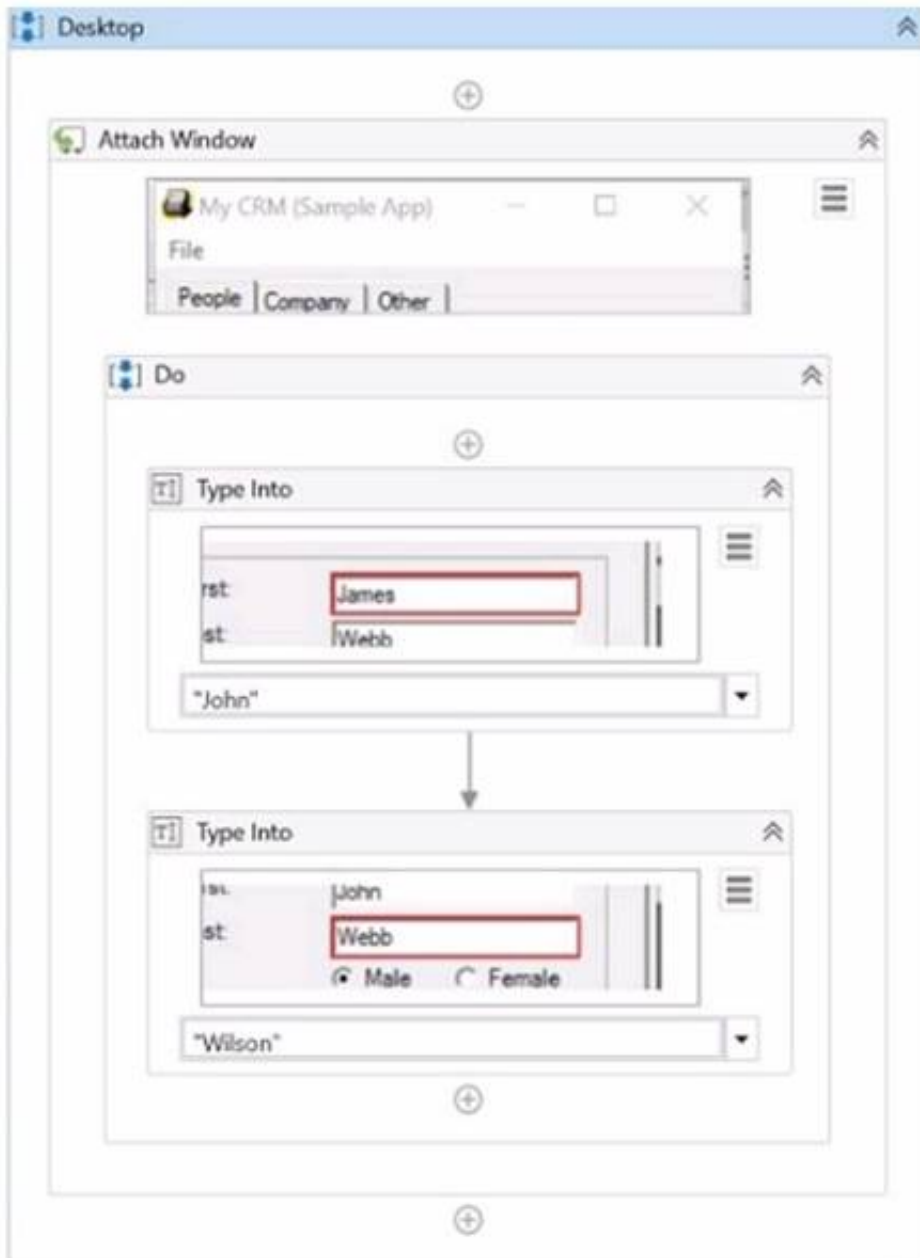 Desktop
Attach Window
My CRM (Sample App)
File
People Company Other
Do
Type Into
rst:
James
st:
Webb
"John"
Type Into
John
st:
Webb
Male Female
"Wilson"